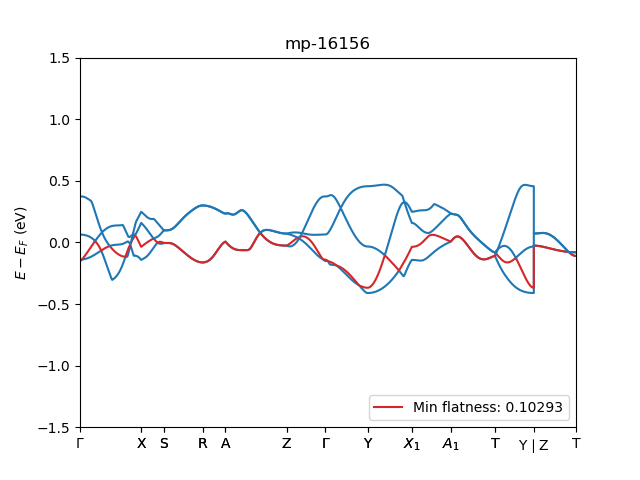 mp-16156
E − E_F (eV)
1.5
1.0
0.5
0.0
−0.5
−1.0
−1.5
Min flatness: 0.10293
Γ X S R A Z Γ Y X₁ A₁ T Y | Z T